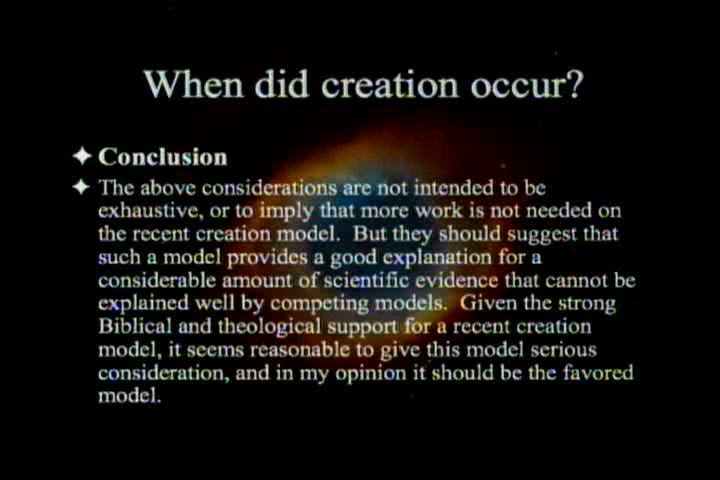 When did creation occur?
Conclusion
The above considerations are not intended to be
exhaustive, or to imply that more work is not needed on
the recent creation model.  But they should suggest that
such a model provides a good explanation for a
considerable amount of scientific evidence that cannot be
explained well by competing models.  Given the strong
Biblical and theological support for a recent creation
model, it seems reasonable to give this model serious
consideration, and in my opinion it should be the favored
model.